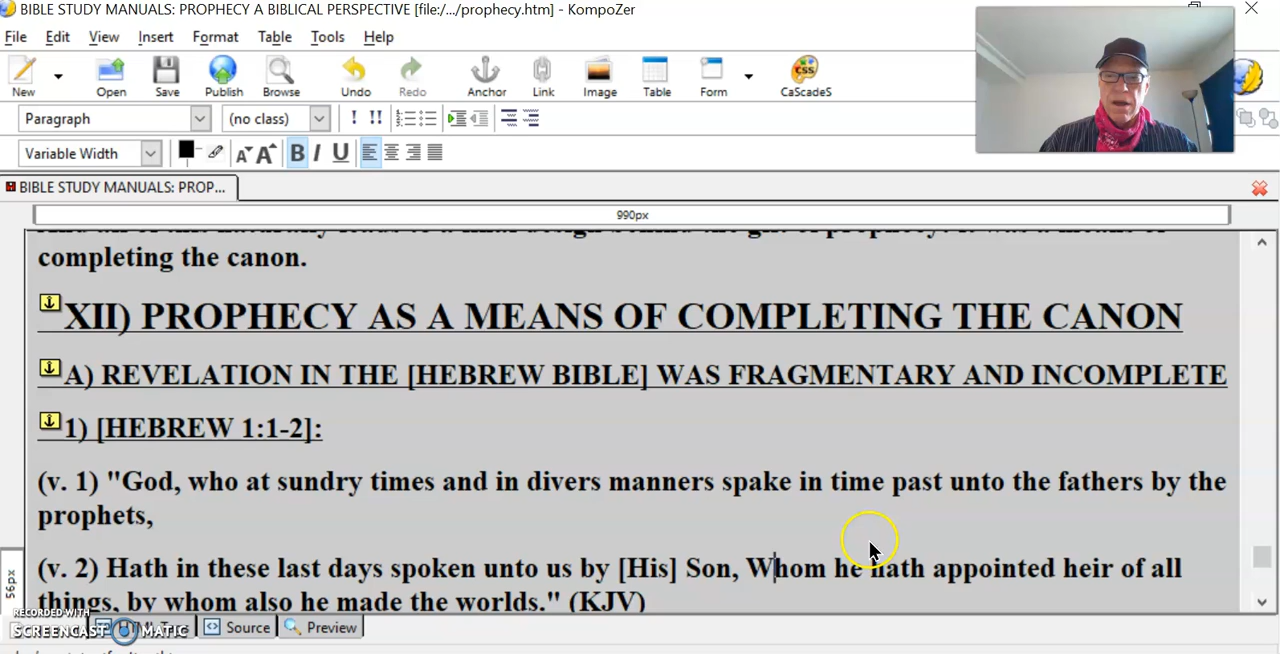 BIBLE STUDY MANUALS: PROPHECY A BIBLICAL PERSPECTIVE [file:/.../prophecy.htm] - KompoZer
File Edit View Insert Format Table Tools Help
New Open Save Publish Browse Undo Redo Anchor Link Image Table Form CaScadeS
Paragraph (no class) ! !!
Variable Width A A B I U
BIBLE STUDY MANUALS: PROP...
990px
completing the canon.
XII) PROPHECY AS A MEANS OF COMPLETING THE CANON
A) REVELATION IN THE [HEBREW BIBLE] WAS FRAGMENTARY AND INCOMPLETE
1) [HEBREW 1:1-2]:
(v. 1) "God, who at sundry times and in divers manners spake in time past unto the fathers by the
prophets,
(v. 2) Hath in these last days spoken unto us by [His] Son, Whom he hath appointed heir of all
things, by whom also he made the worlds." (KJV)
56px
RECORDED WITH
SCREENCAST MATIC
Source Preview